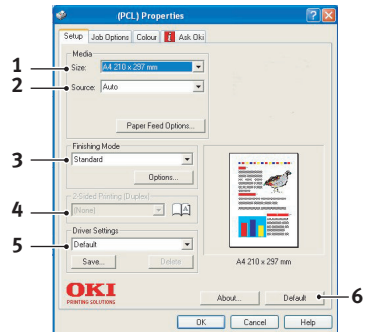 (PCL) Properties
Setup Job Options Colour Ask Oki
Media
1 Size: A4 210 x 297 mm
2 Source: Auto
Paper Feed Options...
Finishing Mode
3 Standard
Options...
2-Sided Printing (Duplex)
4 (None) A
Driver Settings
5 Default
Save... Delete
A4 210 x 297 mm
OKI
PRINTING SOLUTIONS
About... Default 6
OK Cancel Help